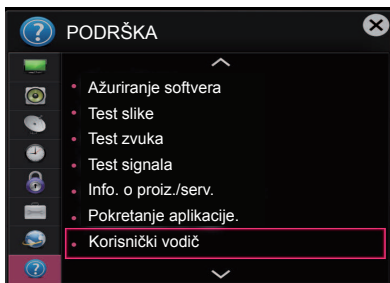 PODRŠKA
Ažuriranje softvera
Test slike
Test zvuka
Test signala
Info. o proiz./serv.
Pokretanje aplikacije.
Korisnički vodič